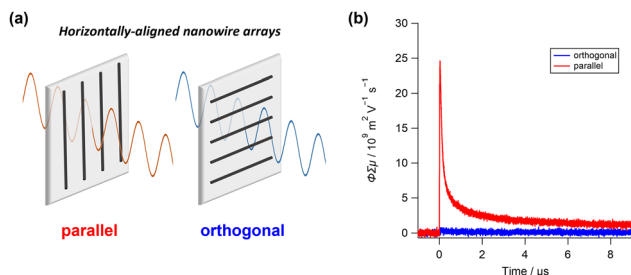 (a)
Horizontally-aligned nanowire arrays
parallel
orthogonal
(b)
ΦΣμ / 10⁹ m² V⁻¹ s⁻¹
30
25
20
15
10
5
0
orthogonal
parallel
0
2
4
6
8
Time / us